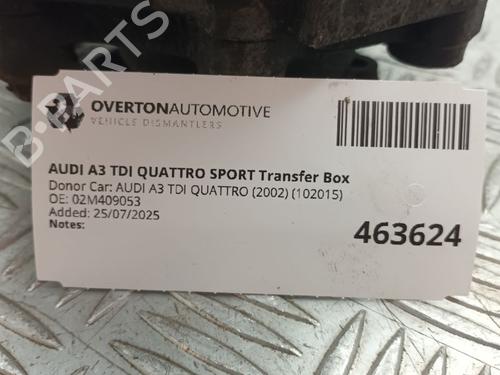 B-PARTS
OVERTONAUTOMOTIVE
VEHICLE DISMANTLERS
AUDI A3 TDI QUATTRO SPORT Transfer Box
Donor Car: AUDI A3 TDI QUATTRO (2002) (102015)
OE: 02M409053
Added: 25/07/2025
Notes:
463624